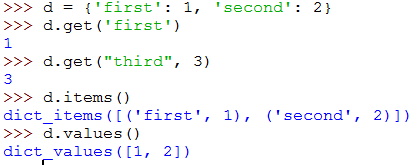 >>> d = {'first': 1, 'second': 2}
>>> d.get('first')
1
>>> d.get("third", 3)
3
>>> d.items()
dict_items([('first', 1), ('second', 2)])
>>> d.values()
dict_values([1, 2])